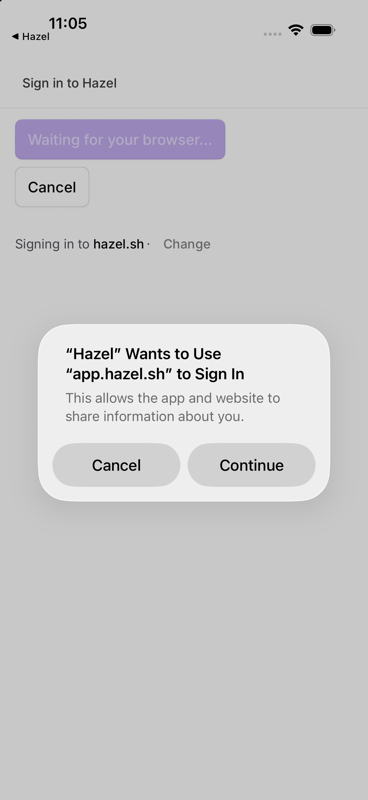 11:05
◀ Hazel
Sign in to Hazel
Waiting for your browser...
Cancel
Signing in to hazel.sh · Change
“Hazel” Wants to Use
“app.hazel.sh” to Sign In
This allows the app and website to
share information about you.
Cancel Continue